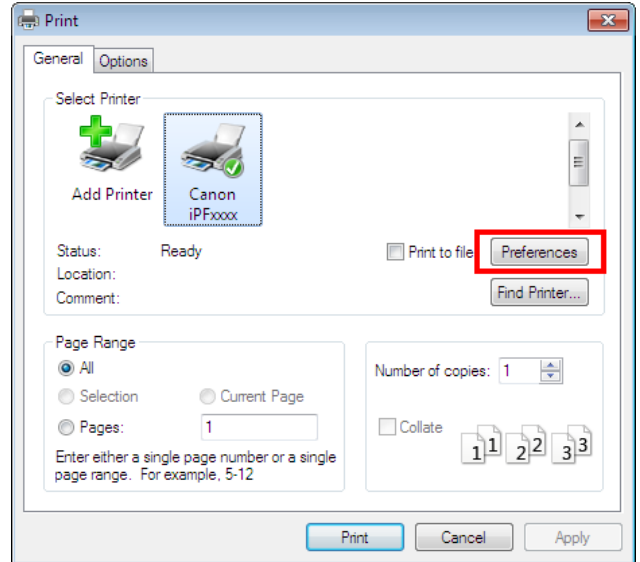 Print
General Options
Select Printer
Add Printer
Canon
iPFxxxx
Status: Ready
Print to file
Preferences
Location:
Comment:
Find Printer...
Page Range
All
Selection
Current Page
Pages: 1
Enter either a single page number or a single
page range. For example, 5-12
Number of copies: 1
Collate
1 1 2 2 3 3
Print Cancel Apply